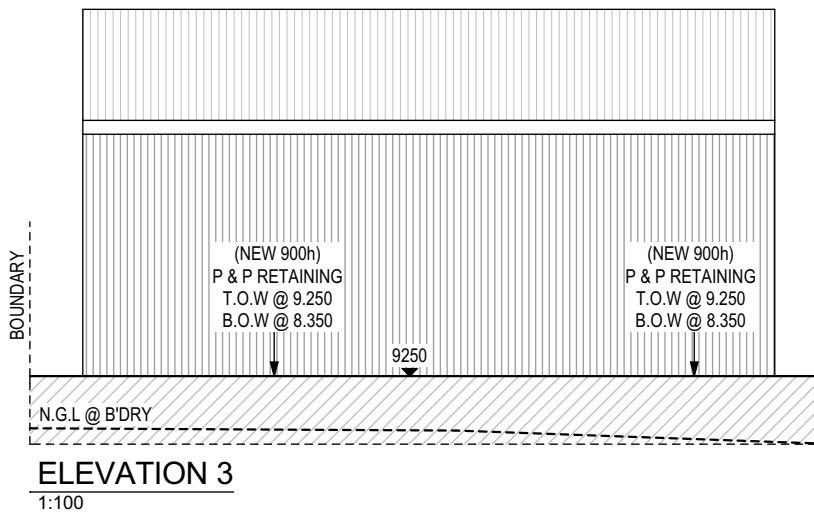 BOUNDARY
(NEW 900h)
P & P RETAINING
T.O.W @ 9.250
B.O.W @ 8.350
(NEW 900h)
P & P RETAINING
T.O.W @ 9.250
B.O.W @ 8.350
9250
N.G.L @ B'DRY
ELEVATION 3
1:100